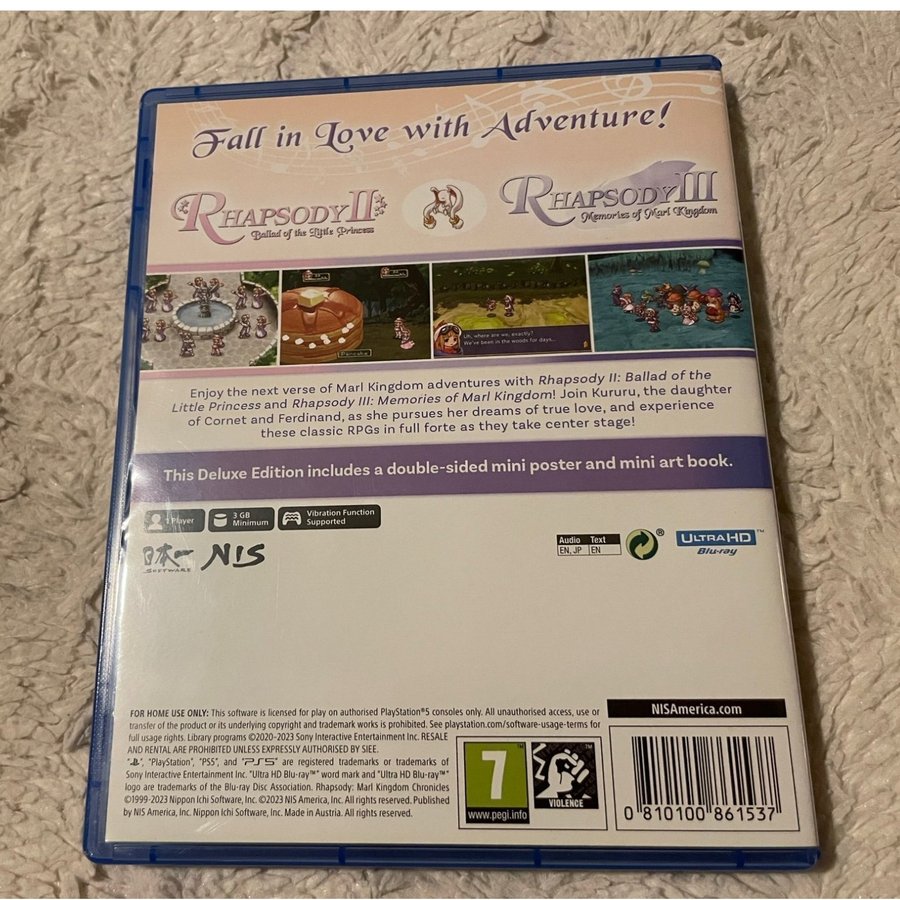 Fall in Love with Adventure!
RHAPSODY II
Ballad of the Little Princess
RHAPSODY III
Memories of Marl Kingdom
Pancake
Uh, where are we, exactly?
We've been in the woods for days...
Enjoy the next verse of Marl Kingdom adventures with Rhapsody II: Ballad of the
Little Princess and Rhapsody III: Memories of Marl Kingdom! Join Kururu, the daughter
of Cornet and Ferdinand, as she pursues her dreams of true love, and experience
these classic RPGs in full forte as they take center stage!
This Deluxe Edition includes a double-sided mini poster and mini art book.
1 Player
3 GB
Minimum
Vibration Function
Supported
日本一
SOFTWARE
NIS
Audio Text
EN, JP EN
®
ULTRA HD™
Blu-ray
FOR HOME USE ONLY: This software is licensed for play on authorised PlayStation®5 consoles only. All unauthorised access, use or
transfer of the product or its underlying copyright and trademark works is prohibited. See playstation.com/software-usage-terms for
full usage rights. Library programs ©2020-2023 Sony Interactive Entertainment Inc. RESALE
AND RENTAL ARE PROHIBITED UNLESS EXPRESSLY AUTHORISED BY SIEE.
"PlayStation", "PS5", and "PS5" are registered trademarks or trademarks of
Sony Interactive Entertainment Inc. "Ultra HD Blu-ray™" word mark and "Ultra HD Blu-ray™"
logo are trademarks of the Blu-ray Disc Association. Rhapsody: Marl Kingdom Chronicles
©1999-2023 Nippon Ichi Software, Inc. ©2023 NIS America, Inc. All rights reserved. Published
by NIS America, Inc. Nippon Ichi Software, Inc. Made in Austria. All rights reserved.
7™
www.pegi.info
™
VIOLENCE
NISAmerica.com
0 810100 861537